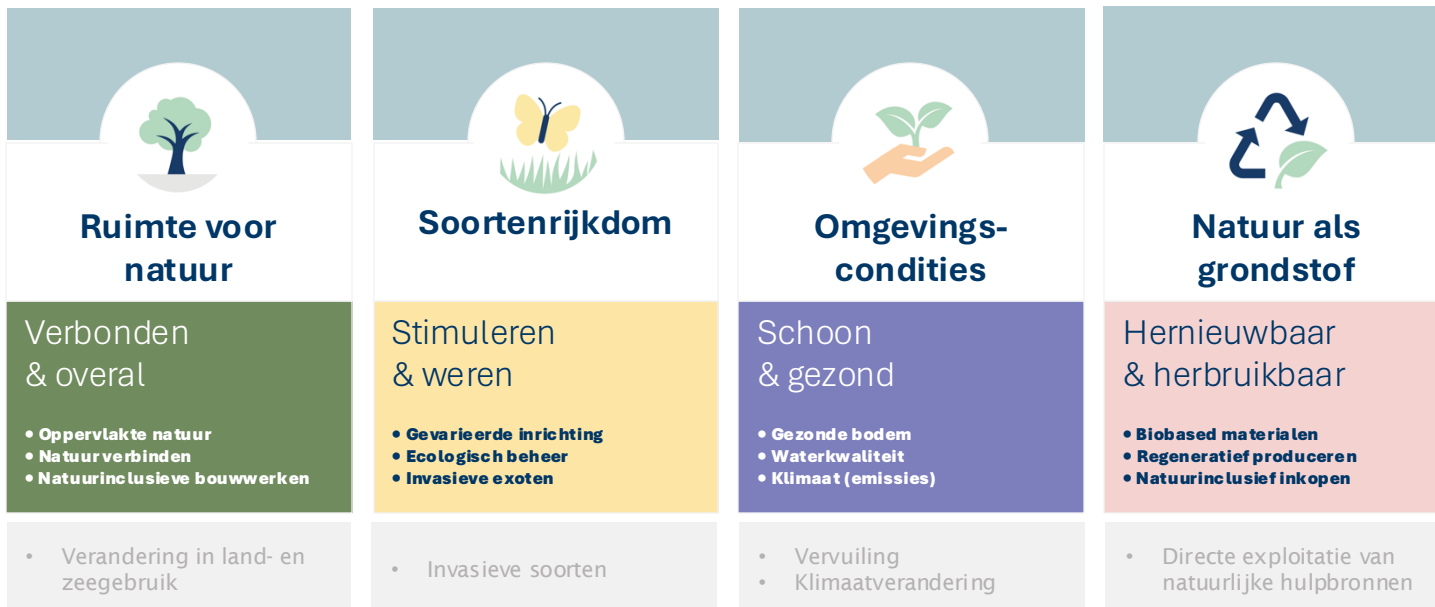 Ruimte voor
natuur
Verbonden
& overal
• Oppervlakte natuur
• Natuur verbinden
• Natuurinclusieve bouwwerken
• Verandering in land- en
zeegebruik
Soortenrijkdom
Stimuleren
& weren
• Gevarieerde inrichting
• Ecologisch beheer
• Invasieve exoten
• Invasieve soorten
Omgevings-
condities
Schoon
& gezond
• Gezonde bodem
• Waterkwaliteit
• Klimaat (emissies)
• Vervuiling
• Klimaatverandering
Natuur als
grondstof
Hernieuwbaar
& herbruikbaar
• Biobased materialen
• Regeneratief produceren
• Natuurinclusief inkopen
• Directe exploitatie van
natuurlijke hulpbronnen